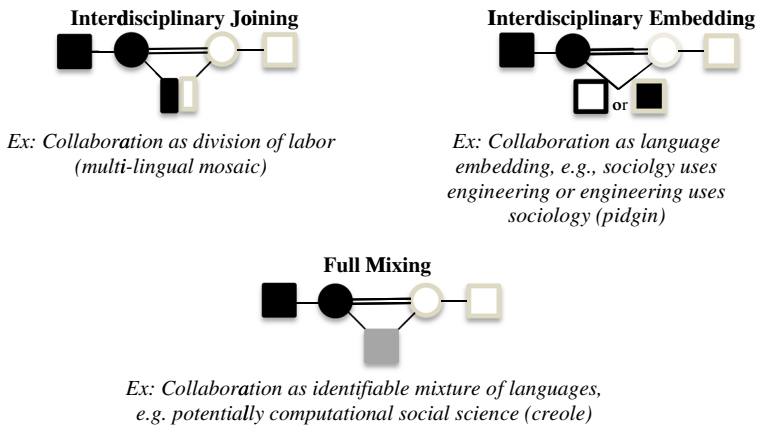 Interdisciplinary Joining
Ex: Collaboration as division of labor
(multi-lingual mosaic)
Interdisciplinary Embedding
or
Ex: Collaboration as language
embedding, e.g., sociolgy uses
engineering or engineering uses
sociology (pidgin)
Full Mixing
Ex: Collaboration as identifiable mixture of languages,
e.g. potentially computational social science (creole)